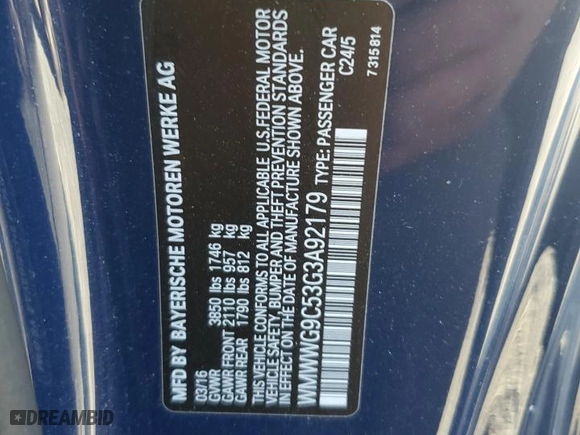 MFD BY BAYERISCHE MOTOREN WERKE AG
03/16
GVWR 3850 lbs 1746 kg
GAWR FRONT 2110 lbs 957 kg
GAWR REAR 1790 lbs 812 kg
THIS VEHICLE CONFORMS TO ALL APPLICABLE U.S. FEDERAL MOTOR
VEHICLE SAFETY, BUMPER AND THEFT PREVENTION STANDARDS
IN EFFECT ON THE DATE OF MANUFACTURE SHOWN ABOVE.
WMWWG9C53G3A92179 TYPE: PASSENGER CAR
C24/5
7 315 814
DREAMBID